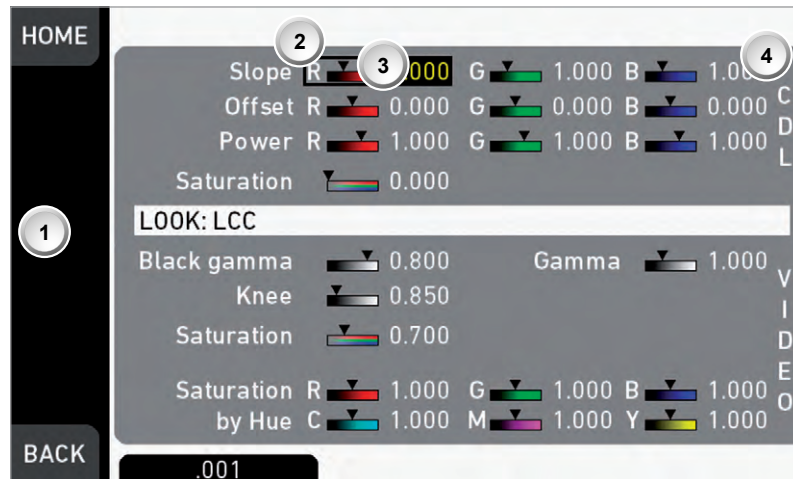 HOME
2
3
4
Slope R .000 G 1.000 B 1.0
Offset R 0.000 G 0.000 B 0.000
Power R 1.000 G 1.000 B 1.000
Saturation 0.000
CDL
1
LOOK: LCC
Black gamma 0.800 Gamma 1.000
Knee 0.850
Saturation 0.700
Saturation R 1.000 G 1.000 B 1.000
by Hue C 1.000 M 1.000 Y 1.000
VIDEO
BACK
.001